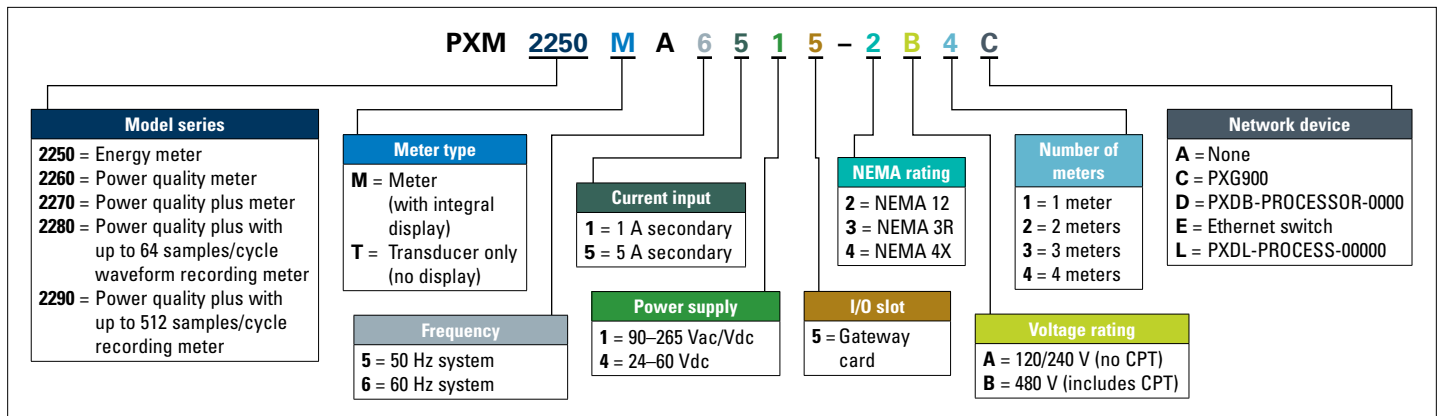 PXM 2250 M A 6 5 1 5 – 2 B 4 C
Model series
2250 = Energy meter
2260 = Power quality meter
2270 = Power quality plus meter
2280 = Power quality plus with
up to 64 samples/cycle
waveform recording meter
2290 = Power quality plus with
up to 512 samples/cycle
recording meter
Meter type
M = Meter
(with integral
display)
T = Transducer only
(no display)
Frequency
5 = 50 Hz system
6 = 60 Hz system
Current input
1 = 1 A secondary
5 = 5 A secondary
Power supply
1 = 90–265 Vac/Vdc
4 = 24–60 Vdc
I/O slot
5 = Gateway
card
NEMA rating
2 = NEMA 12
3 = NEMA 3R
4 = NEMA 4X
Voltage rating
A = 120/240 V (no CPT)
B = 480 V (includes CPT)
Number of
meters
1 = 1 meter
2 = 2 meters
3 = 3 meters
4 = 4 meters
Network device
A = None
C = PXG900
D = PXDB-PROCESSOR-0000
E = Ethernet switch
L = PXDL-PROCESS-00000